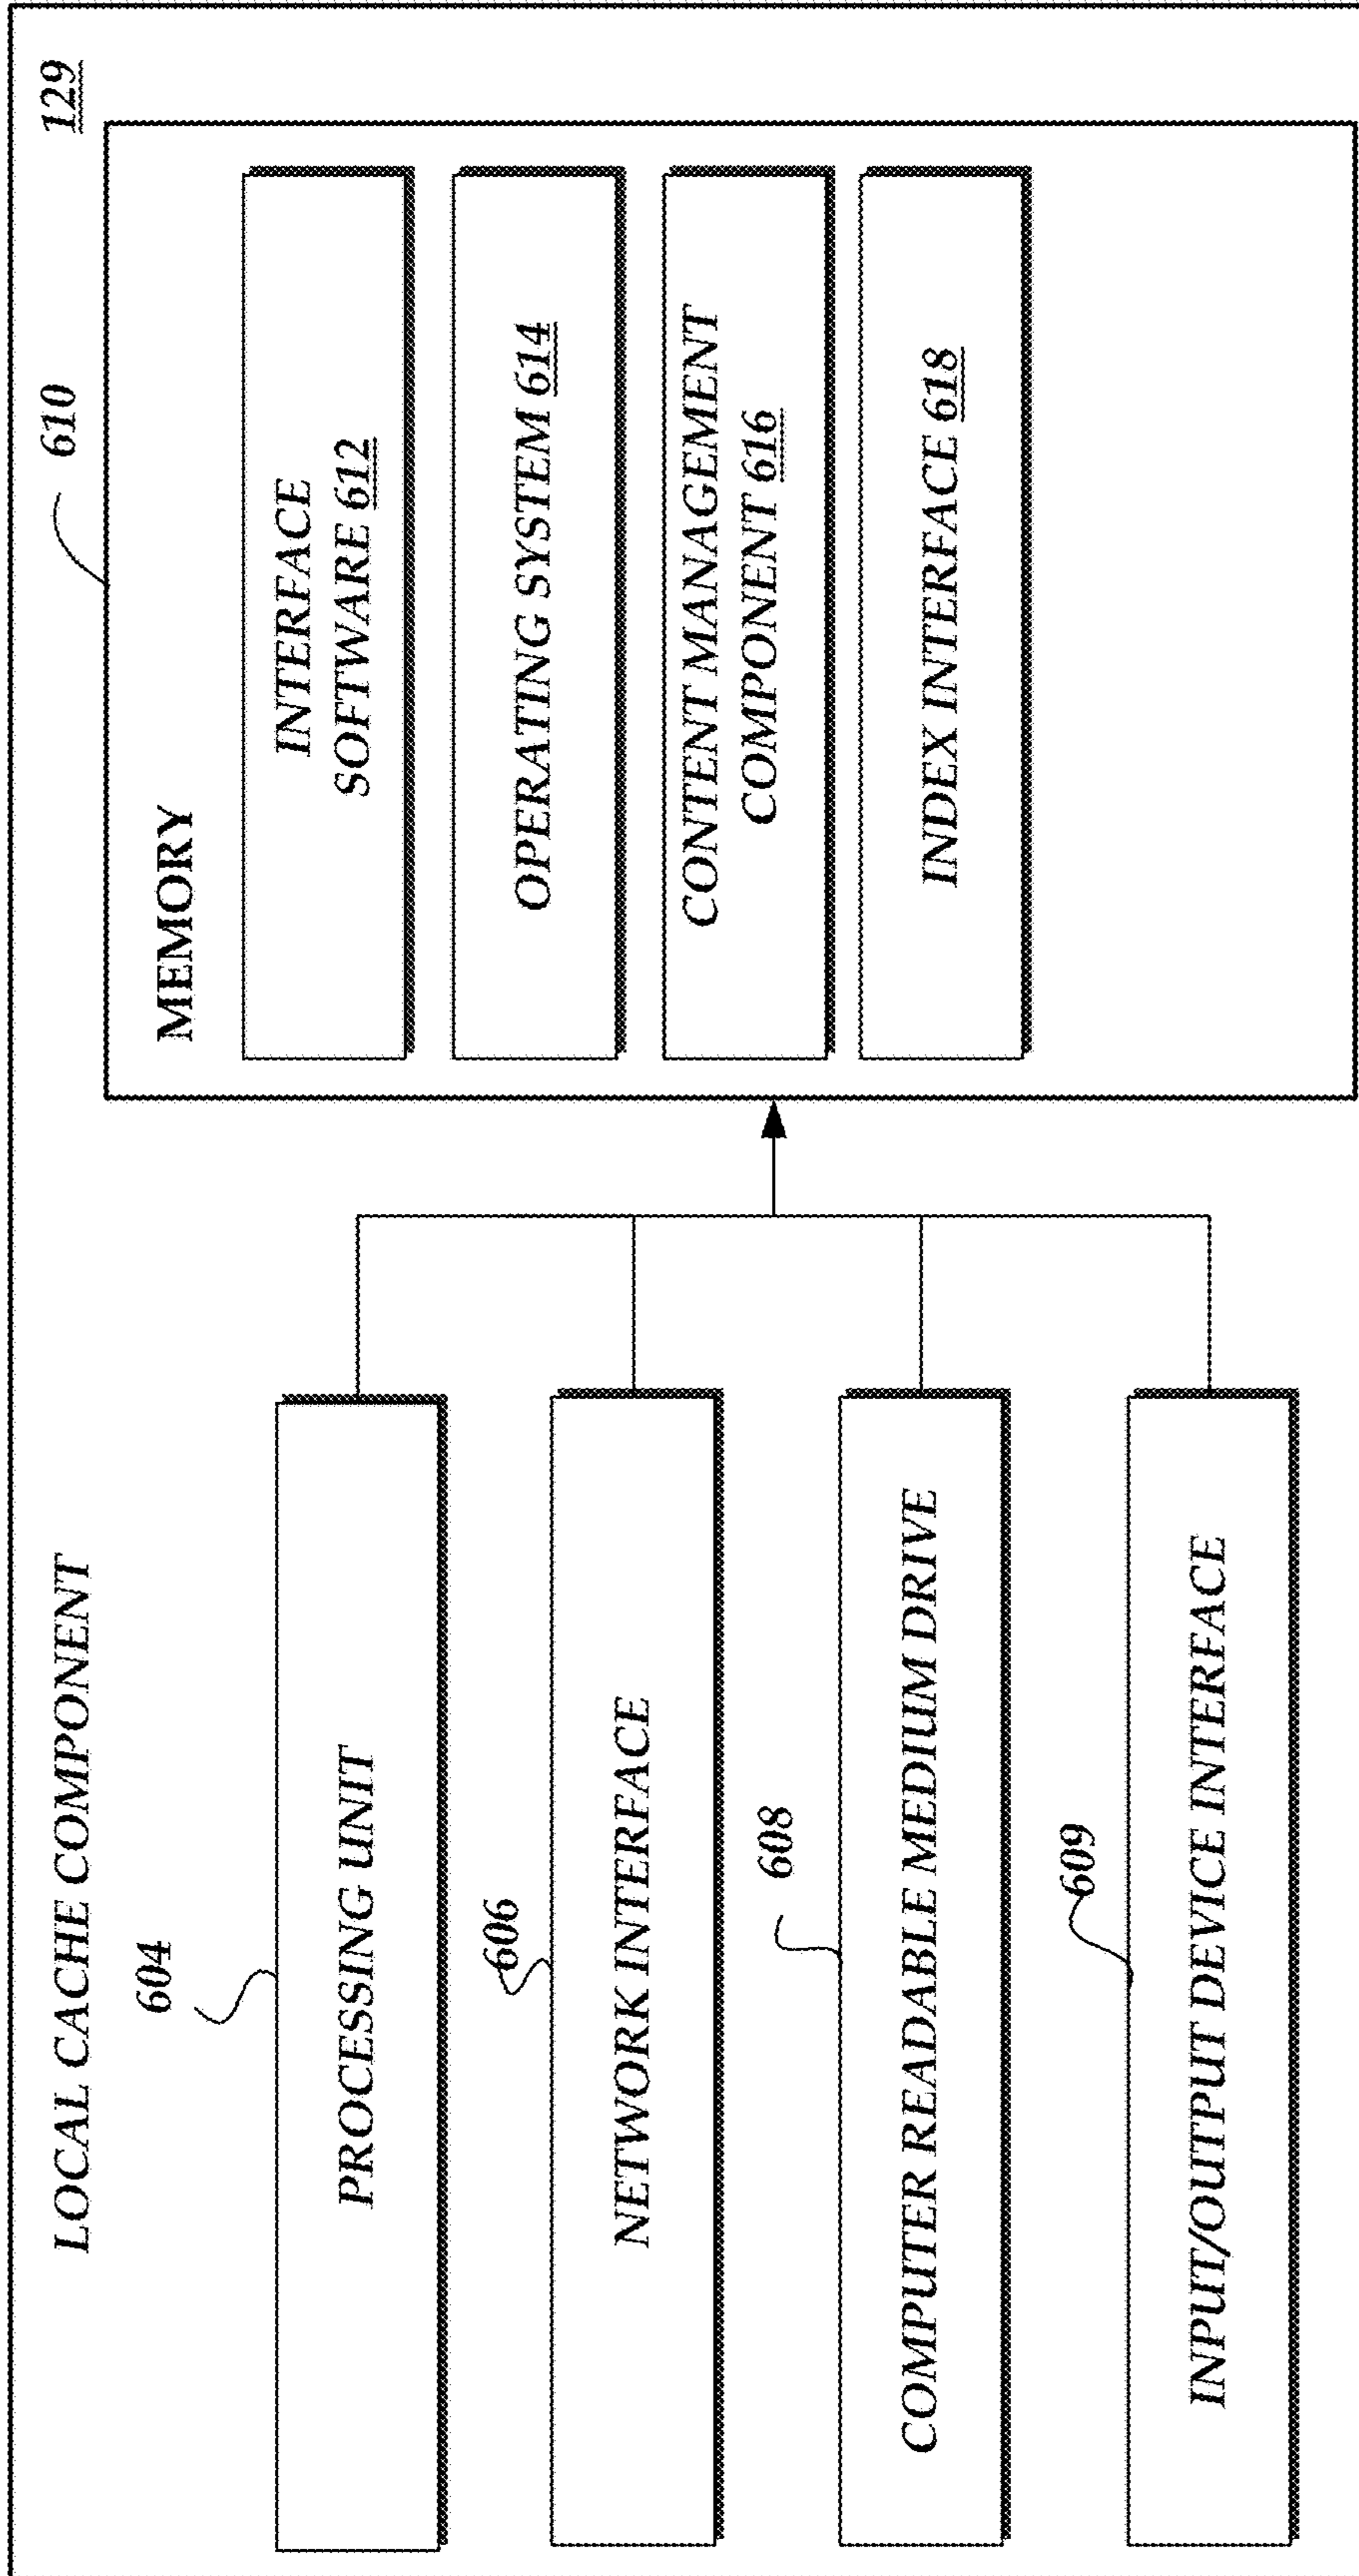 LOCAL CACHE COMPONENT
129
604
PROCESSING UNIT
606
NETWORK INTERFACE
608
COMPUTER READABLE MEDIUM DRIVE
609
INPUT/OUTPUT DEVICE INTERFACE
610
MEMORY
INTERFACE
SOFTWARE 612
OPERATING SYSTEM 614
CONTENT MANAGEMENT
COMPONENT 616
INDEX INTERFACE 618